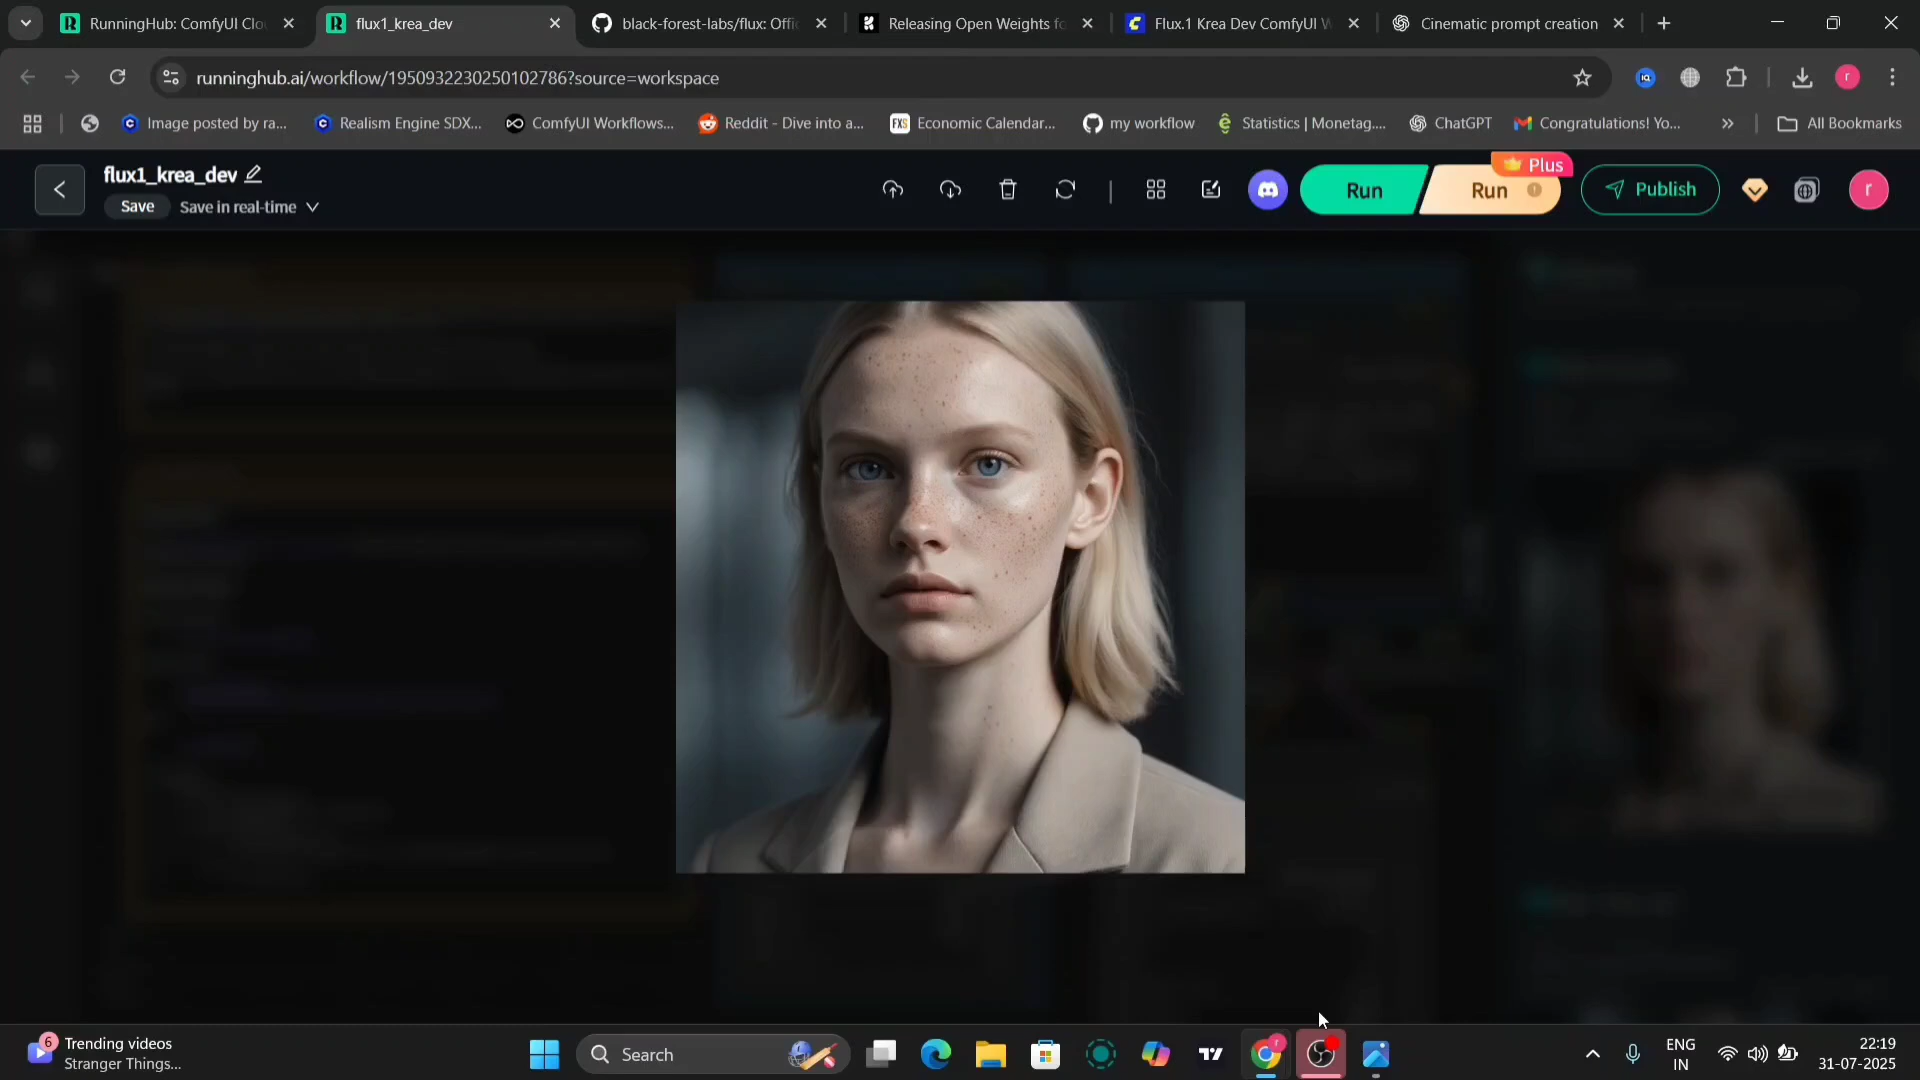 RunningHub: ComfyUI Clo
flux1_krea_dev
black-forest-labs/flux: Offi
Releasing Open Weights fo
Flux.1 Krea Dev ComfyUI W
Cinematic prompt creation
runninghub.ai/workflow/1950932230250102786?source=workspace
r
Image posted by ra...
Realism Engine SDX...
ComfyUI Workflows...
Reddit - Dive into a...
FXS
Economic Calendar...
my workflow
Statistics | Monetag....
ChatGPT
Congratulations! Yo...
»
All Bookmarks
flux1_krea_dev
Save
Save in real-time
Run
Run
Plus
Publish
r
6
Trending videos
Stranger Things...
Search
ENG
IN
22:19
31-07-2025